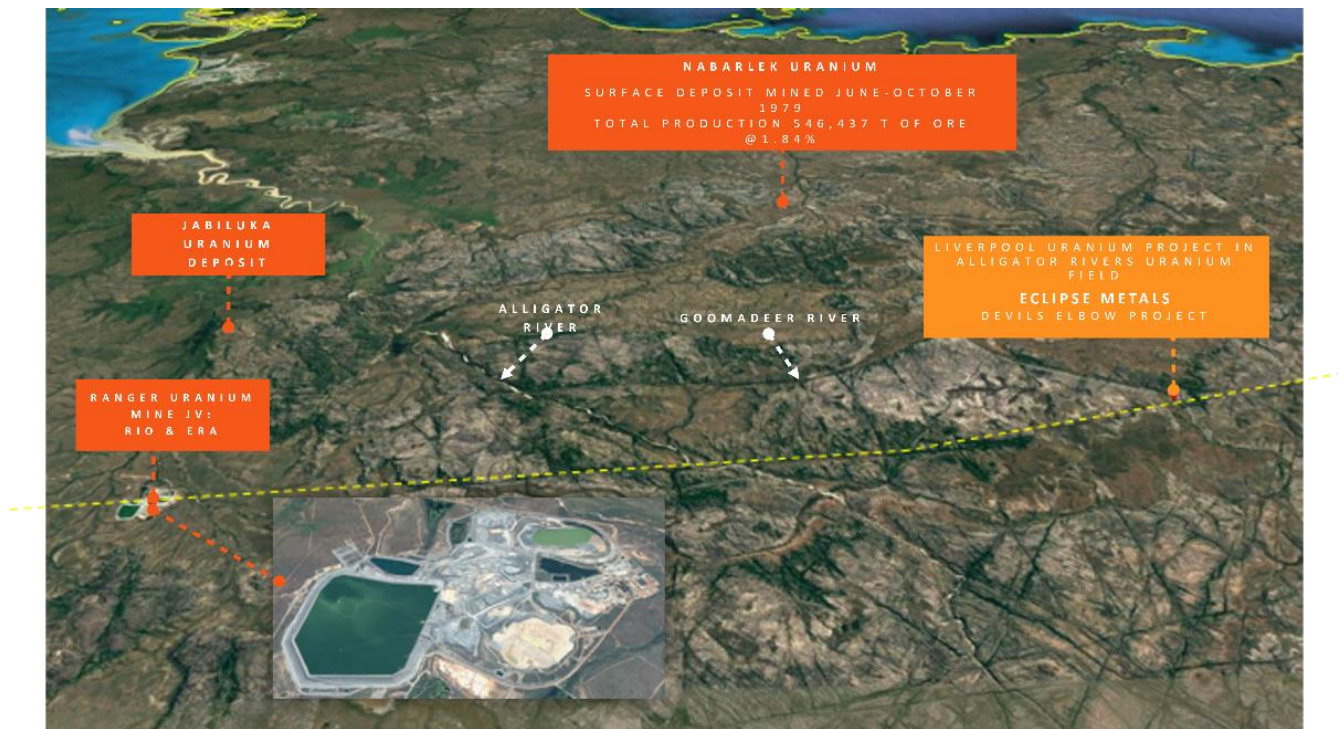 NABARLEK URANIUM
SURFACE DEPOSIT MINED JUNE-OCTOBER
1979
TOTAL PRODUCTION 546,437 T OF ORE
@1.84%
JABILUKA
URANIUM
DEPOSIT
LIVERPOOL URANIUM PROJECT IN
ALLIGATOR RIVERS URANIUM
FIELD
ECLIPSE METALS
DEVILS ELBOW PROJECT
ALLIGATOR
RIVER
GOOMADEER RIVER
RANGER URANIUM
MINE JV:
RIO & ERA